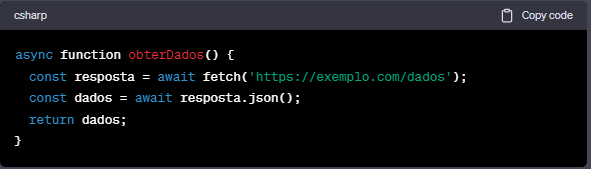 csharp Copy code
async function obterDados() {
  const resposta = await fetch('https://exemplo.com/dados');
  const dados = await resposta.json();
  return dados;
}